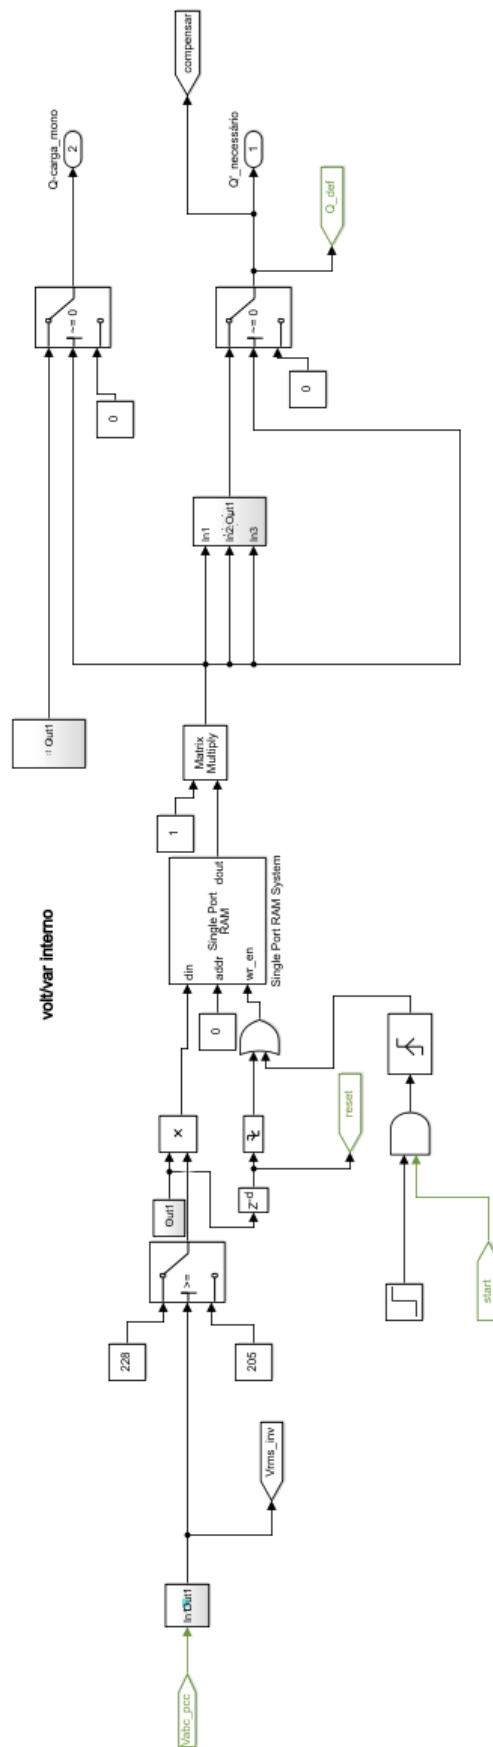 volt/var interno
Vabc_pcc
In1
Out1
Vrms_inv
228
>=
205
Out1
×
Z-d
reset
start
0
din
addr
wr_en
Single Port
RAM
dout
Single Port RAM System
1
Matrix
Multiply
Out1
In1
In2
Out1
In3
0
~= 0
Q-carga_mono
2
0
~= 0
compensar
Q'_necessário
1
Q_def